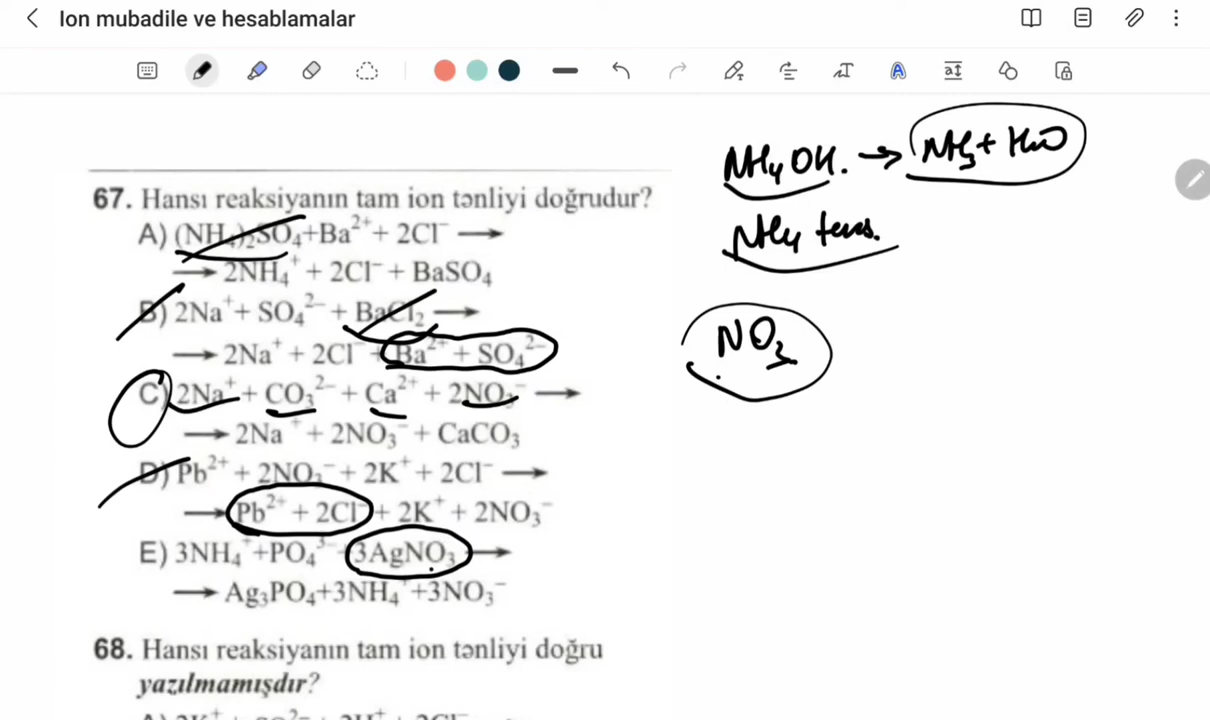 Ion mubadile ve hesablamalar
67. Hansı reaksiyanın tam ion tənliyi doğrudur?
A) (NH₄)₂SO₄+Ba²⁺ + 2Cl⁻ ⟶
⟶ 2NH₄⁺ + 2Cl⁻ + BaSO₄
B) 2Na⁺ + SO₄²⁻ + BaCl₂ ⟶
⟶ 2Na⁺ + 2Cl⁻ + Ba²⁺ + SO₄²⁻
C) 2Na⁺ + CO₃²⁻ + Ca²⁺ + 2NO₃⁻ ⟶
⟶ 2Na⁺ + 2NO₃⁻ + CaCO₃
D) Pb²⁺ + 2NO₃⁻ + 2K⁺ + 2Cl⁻ ⟶
⟶ Pb²⁺ + 2Cl⁻ + 2K⁺ + 2NO₃⁻
E) 3NH₄⁺+PO₄³⁻ 3AgNO₃ ⟶
⟶ Ag₃PO₄+3NH₄⁺+3NO₃⁻
68. Hansı reaksiyanın tam ion tənliyi doğru
yazılmamışdır?
NH₄OH. → NH₃ + H₂O
NH₄
NO₃